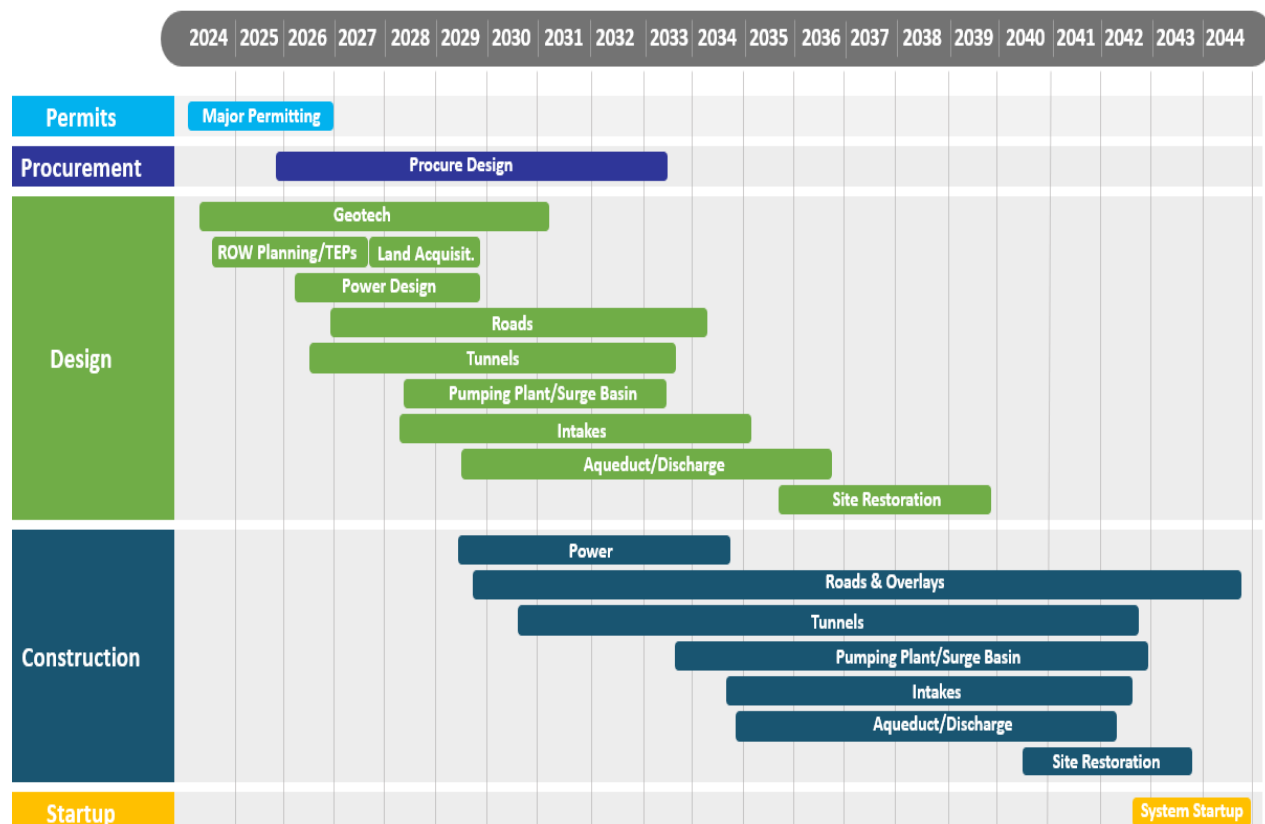 2024 2025 2026 2027 2028 2029 2030 2031 2032 2033 2034 2035 2036 2037 2038 2039 2040 2041 2042 2043 2044
Permits
Major Permitting
Procurement
Procure Design
Design
Geotech
ROW Planning/TEPs
Land Acquisit.
Power Design
Roads
Tunnels
Pumping Plant/Surge Basin
Intakes
Aqueduct/Discharge
Site Restoration
Construction
Power
Roads & Overlays
Tunnels
Pumping Plant/Surge Basin
Intakes
Aqueduct/Discharge
Site Restoration
Startup
System Startup